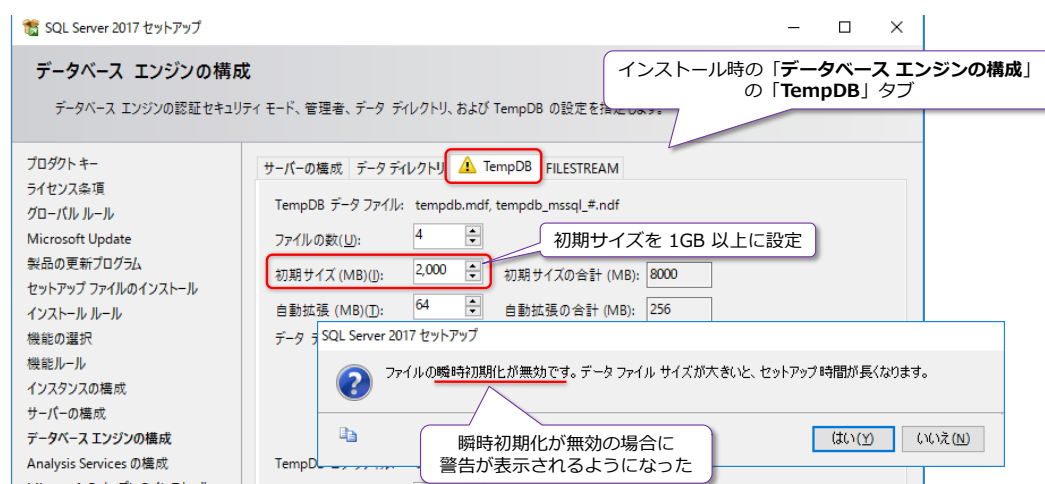 SQL Server 2017 セットアップ
データベース エンジンの構成
インストール時の「データベース エンジンの構成」
の「TempDB」タブ
データベース エンジンの認証セキュリティ モード、管理者、データ ディレクトリ、および TempDB の設定を指定します。
プロダクト キー
ライセンス条項
グローバル ルール
Microsoft Update
製品の更新プログラム
セットアップ ファイルのインストール
インストール ルール
機能の選択
機能ルール
インスタンスの構成
サーバーの構成
データベース エンジンの構成
Analysis Services の構成
サーバーの構成 データ ディレクトリ TempDB FILESTREAM
TempDB データ ファイル: tempdb.mdf, tempdb_mssql_#.ndf
ファイルの数(U): 4
初期サイズを 1GB 以上に設定
初期サイズ (MB)(I): 2,000 初期サイズの合計 (MB): 8000
自動拡張 (MB)(T): 64 自動拡張の合計 (MB): 256
データ
SQL Server 2017 セットアップ
ファイルの瞬時初期化が無効です。データ ファイル サイズが大きいと、セットアップ時間が長くなります。
はい(Y) いいえ(N)
瞬時初期化が無効の場合に
警告が表示されるようになった